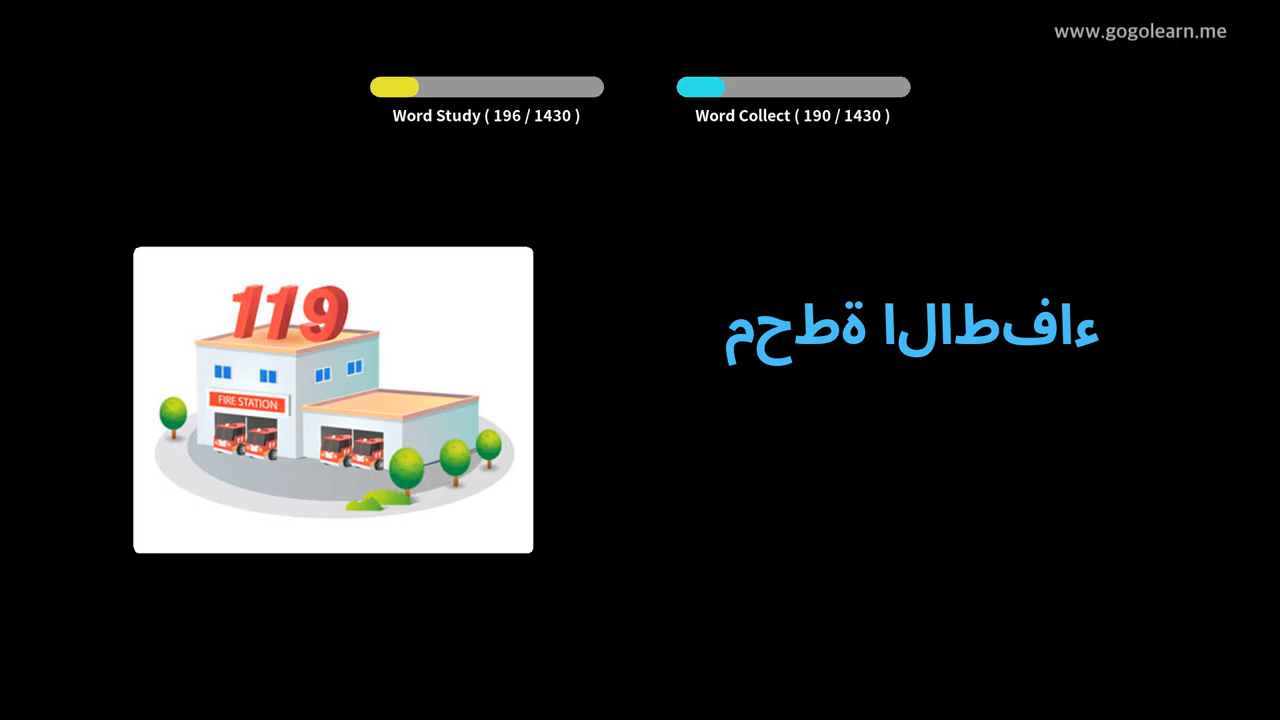 www.gogolearn.me
Word Study ( 196 / 1430 )
Word Collect ( 190 / 1430 )
119
FIRE STATION
محطة الاطفاء